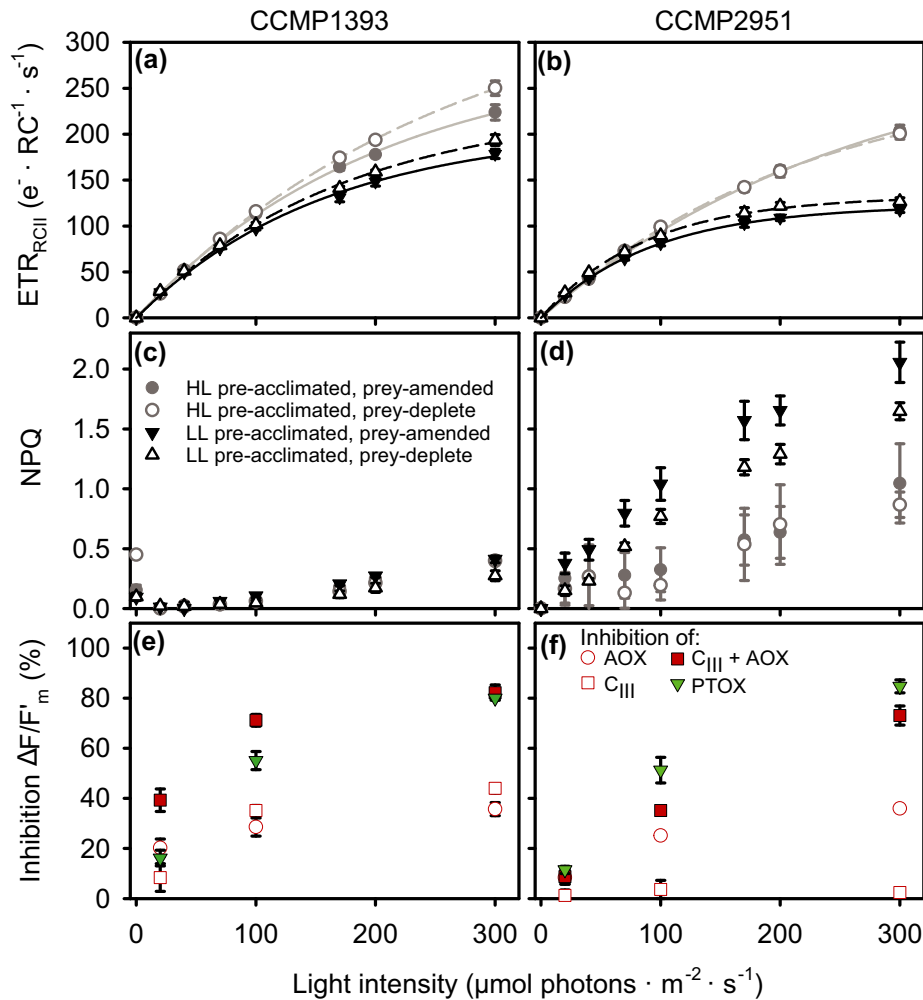 CCMP1393
CCMP2951
ETR_RCII (e⁻ · RC⁻¹ · s⁻¹)
300
250
200
150
100
50
0
(a)
(b)
NPQ
2.0
1.5
1.0
0.5
0.0
(c)
HL pre-acclimated, prey-amended
HL pre-acclimated, prey-deplete
LL pre-acclimated, prey-amended
LL pre-acclimated, prey-deplete
(d)
Inhibition ΔF/F'm (%)
100
80
60
40
20
0
(e)
(f)
Inhibition of:
AOX
C_III + AOX
C_III
PTOX
0
100
200
300
0
100
200
300
Light intensity (µmol photons · m⁻² · s⁻¹)